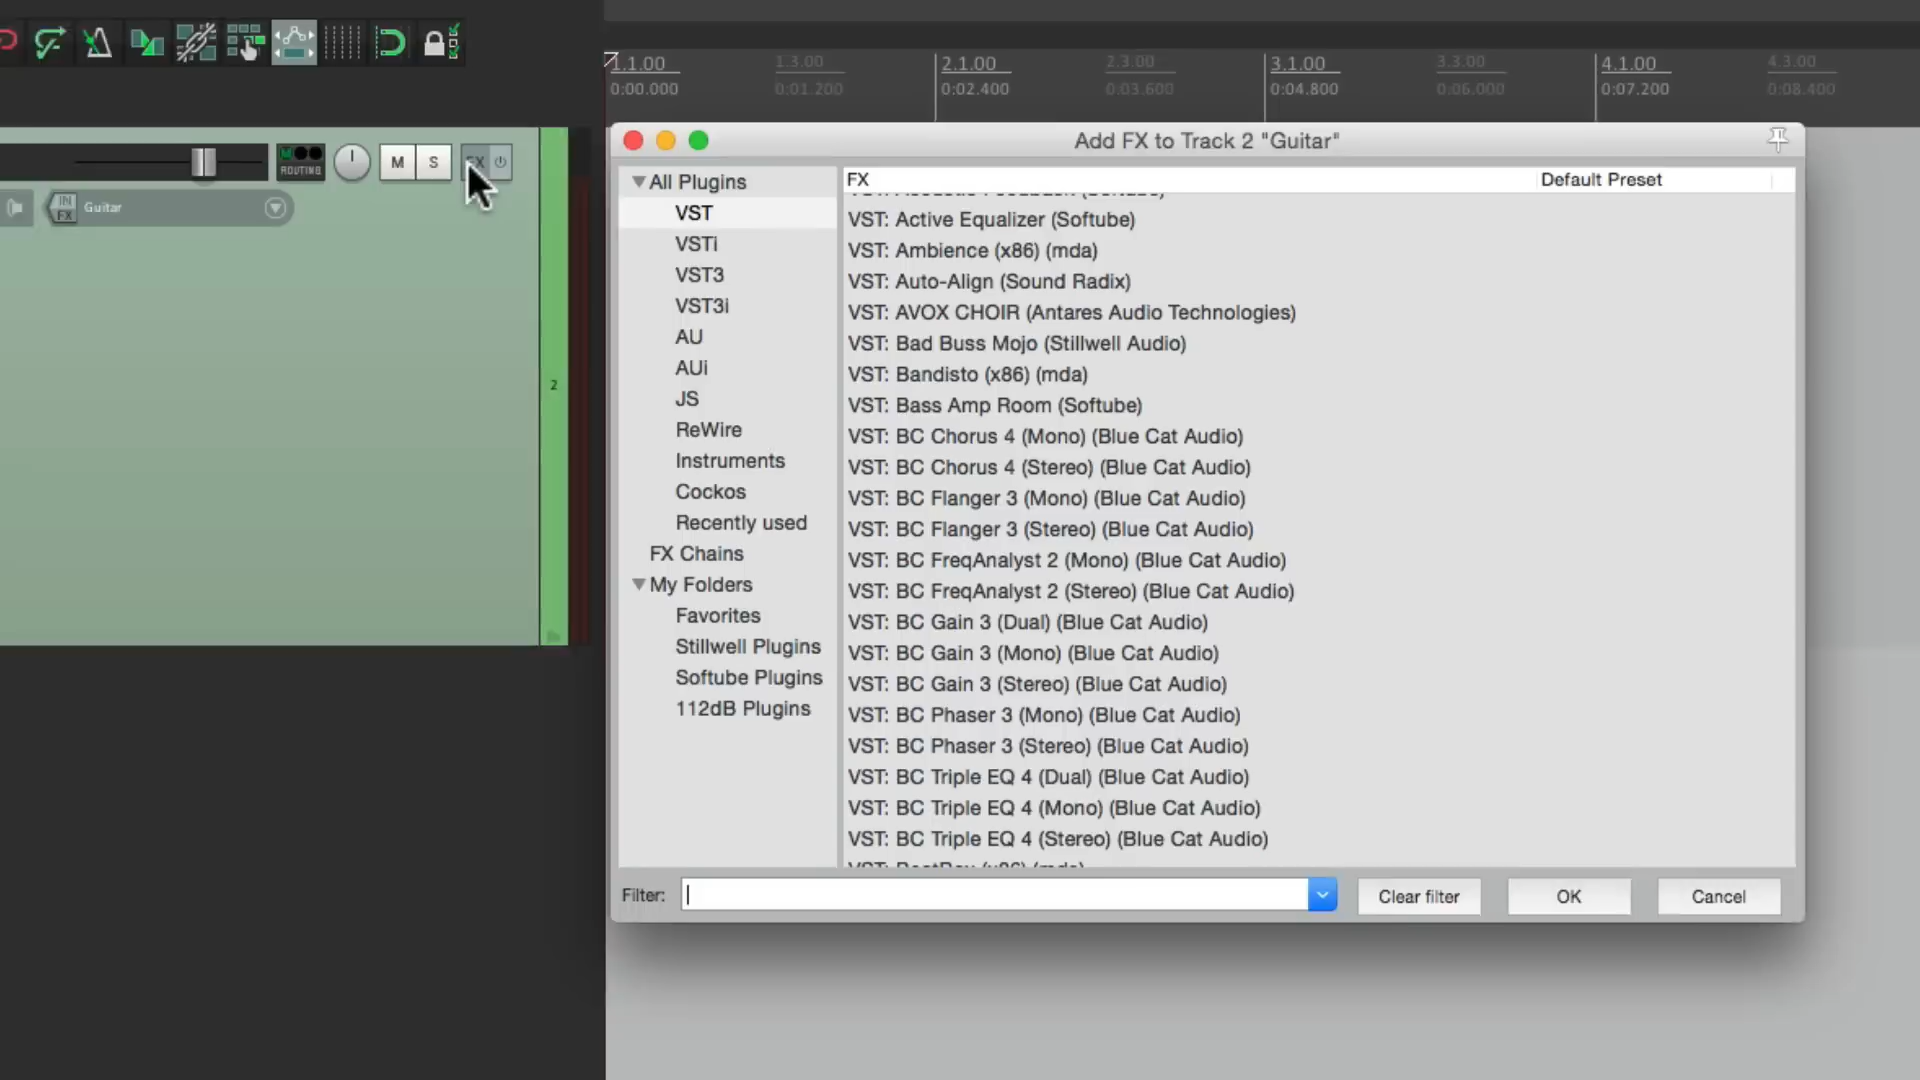 1.1.00
1.3.00
2.1.00
2.3.00
3.1.00
3.3.00
4.1.00
4.3.00
0:00.000
0:01.200
0:02.400
0:03.600
0:04.800
0:06.000
0:07.200
0:08.400
ROUTING
M
S
FX
IN
FX
Guitar
2
Add FX to Track 2 "Guitar"
All Plugins
VST
VSTi
VST3
VST3i
AU
AUi
JS
ReWire
Instruments
Cockos
Recently used
FX Chains
My Folders
Favorites
Stillwell Plugins
Softube Plugins
112dB Plugins
FX
Default Preset
VST: Active Equalizer (Softube)
VST: Ambience (x86) (mda)
VST: Auto-Align (Sound Radix)
VST: AVOX CHOIR (Antares Audio Technologies)
VST: Bad Buss Mojo (Stillwell Audio)
VST: Bandisto (x86) (mda)
VST: Bass Amp Room (Softube)
VST: BC Chorus 4 (Mono) (Blue Cat Audio)
VST: BC Chorus 4 (Stereo) (Blue Cat Audio)
VST: BC Flanger 3 (Mono) (Blue Cat Audio)
VST: BC Flanger 3 (Stereo) (Blue Cat Audio)
VST: BC FreqAnalyst 2 (Mono) (Blue Cat Audio)
VST: BC FreqAnalyst 2 (Stereo) (Blue Cat Audio)
VST: BC Gain 3 (Dual) (Blue Cat Audio)
VST: BC Gain 3 (Mono) (Blue Cat Audio)
VST: BC Gain 3 (Stereo) (Blue Cat Audio)
VST: BC Phaser 3 (Mono) (Blue Cat Audio)
VST: BC Phaser 3 (Stereo) (Blue Cat Audio)
VST: BC Triple EQ 4 (Dual) (Blue Cat Audio)
VST: BC Triple EQ 4 (Mono) (Blue Cat Audio)
VST: BC Triple EQ 4 (Stereo) (Blue Cat Audio)
Filter:
Clear filter
OK
Cancel